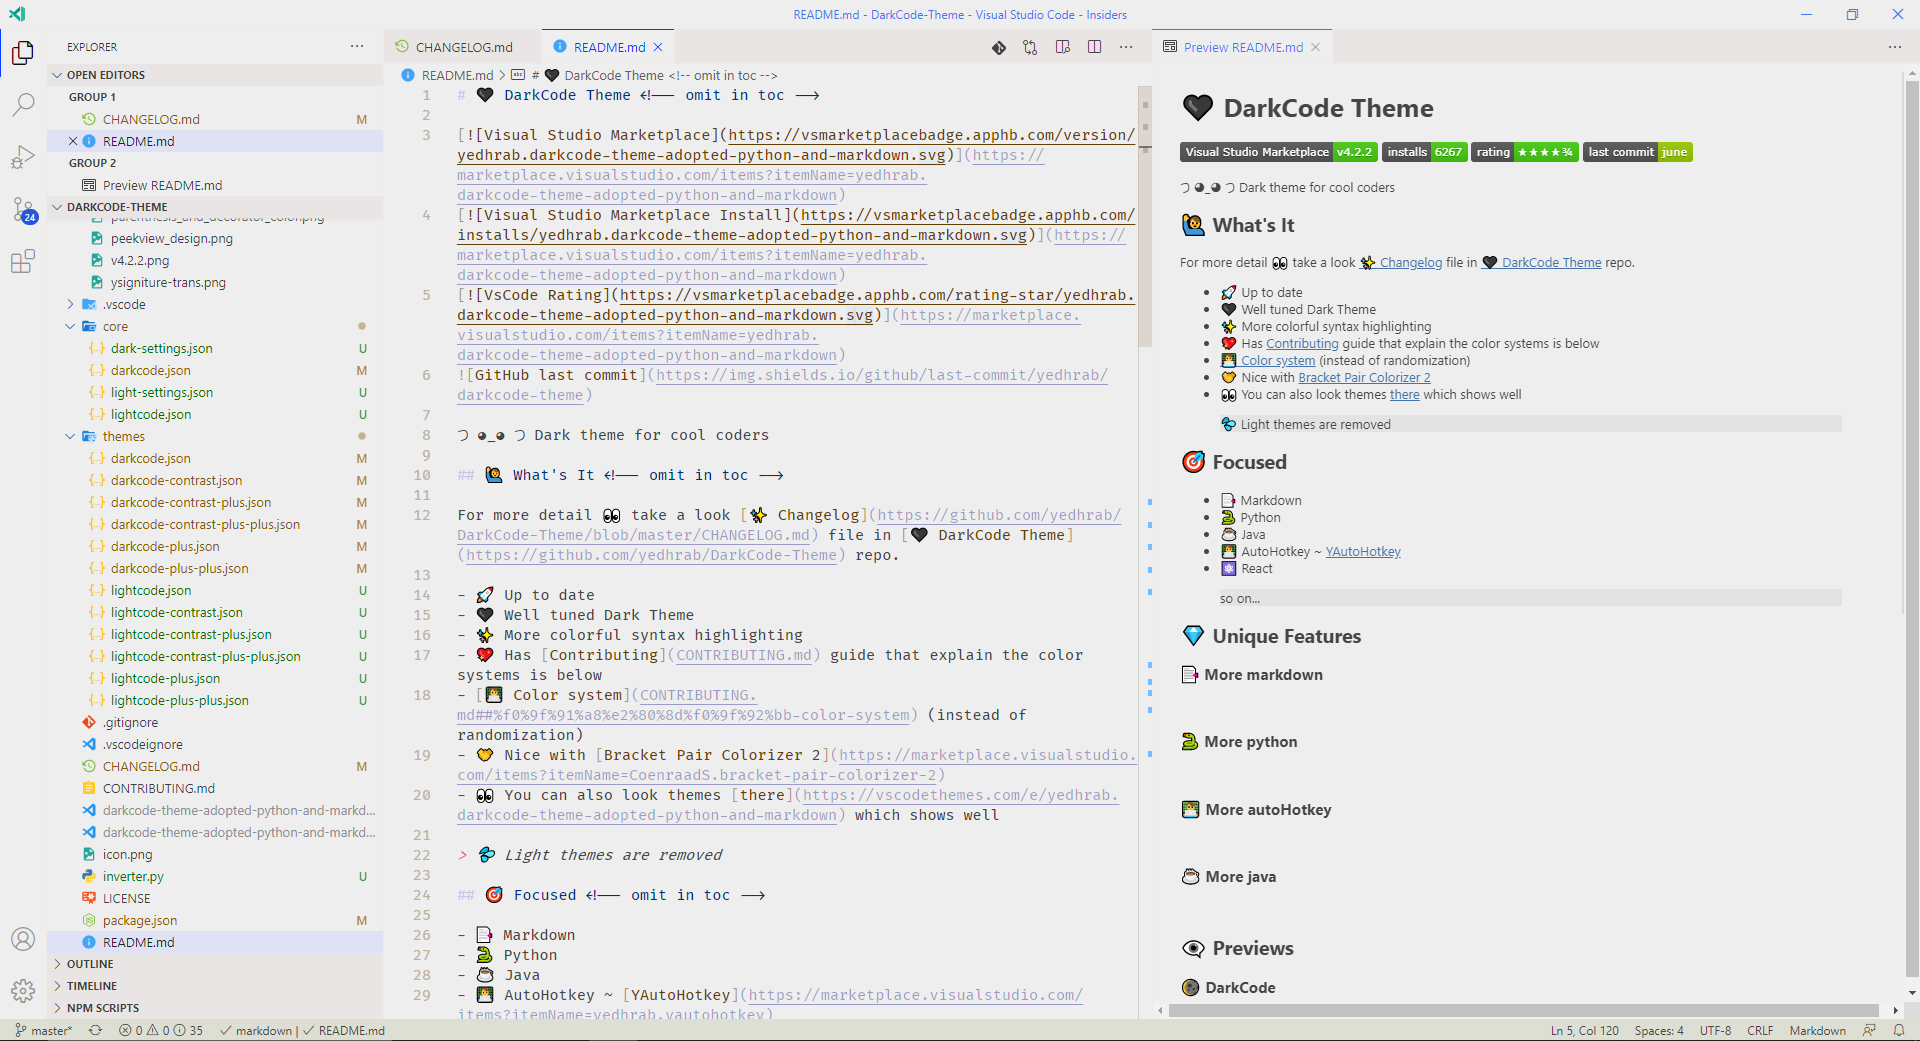 README.md - DarkCode-Theme - Visual Studio Code - Insiders
EXPLORER
OPEN EDITORS
GROUP 1
CHANGELOG.md M
README.md
GROUP 2
Preview README.md
DARKCODE-THEME
parenthesis_and_decorator_color.png
peekview_design.png
v4.2.2.png
ysigniture-trans.png
.vscode
core
dark-settings.json U
darkcode.json M
light-settings.json U
lightcode.json U
themes
darkcode.json M
darkcode-contrast.json M
darkcode-contrast-plus.json M
darkcode-contrast-plus-plus.json M
darkcode-plus.json M
darkcode-plus-plus.json M
lightcode.json U
lightcode-contrast.json U
lightcode-contrast-plus.json U
lightcode-contrast-plus-plus.json U
lightcode-plus.json U
lightcode-plus-plus.json U
.gitignore
.vscodeignore
CHANGELOG.md M
CONTRIBUTING.md
darkcode-theme-adopted-python-and-markd...
darkcode-theme-adopted-python-and-markd...
icon.png
inverter.py U
LICENSE
package.json M
README.md
OUTLINE
TIMELINE
NPM SCRIPTS
24
CHANGELOG.md
README.md
README.md > # 🖤 DarkCode Theme <!-- omit in toc -->
1 # 🖤 DarkCode Theme <!-- omit in toc -->
2
3 [![Visual Studio Marketplace](https://vsmarketplacebadge.apphb.com/version/
yedhrab.darkcode-theme-adopted-python-and-markdown.svg)](https://
marketplace.visualstudio.com/items?itemName=yedhrab.
darkcode-theme-adopted-python-and-markdown)
4 [![Visual Studio Marketplace Install](https://vsmarketplacebadge.apphb.com/
installs/yedhrab.darkcode-theme-adopted-python-and-markdown.svg)](https://
marketplace.visualstudio.com/items?itemName=yedhrab.
darkcode-theme-adopted-python-and-markdown)
5 [![VsCode Rating](https://vsmarketplacebadge.apphb.com/rating-star/yedhrab.
darkcode-theme-adopted-python-and-markdown.svg)](https://marketplace.
visualstudio.com/items?itemName=yedhrab.
darkcode-theme-adopted-python-and-markdown)
6 ![GitHub last commit](https://img.shields.io/github/last-commit/yedhrab/
darkcode-theme)
7
8 つ ◕_◕ つ Dark theme for cool coders
9
10 ## 🙋‍♂️ What's It <!-- omit in toc -->
11
12 For more detail 👀 take a look [✨ Changelog](https://github.com/yedhrab/
DarkCode-Theme/blob/master/CHANGELOG.md) file in [🖤 DarkCode Theme]
(https://github.com/yedhrab/DarkCode-Theme) repo.
13
14 - 🚀 Up to date
15 - 🖤 Well tuned Dark Theme
16 - ✨ More colorful syntax highlighting
17 - 💖 Has [Contributing](CONTRIBUTING.md) guide that explain the color
systems is below
18 - [👨‍💻 Color system](CONTRIBUTING.
md##%f0%9f%91%a8%e2%80%8d%f0%9f%92%bb-color-system) (instead of
randomization)
19 - 💛 Nice with [Bracket Pair Colorizer 2](https://marketplace.visualstudio.
com/items?itemName=CoenraadS.bracket-pair-colorizer-2)
20 - 👀 You can also look themes [there](https://vscodethemes.com/e/yedhrab.
darkcode-theme-adopted-python-and-markdown) which shows well
21
22 > 💦 Light themes are removed
23
24 ## 🎯 Focused <!-- omit in toc -->
25
26 - 📑 Markdown
27 - 🐍 Python
28 - ☕ Java
29 - 👨‍💻 AutoHotkey ~ [YAutoHotkey](https://marketplace.visualstudio.com/
items?itemName=yedhrab.yautohotkey)
Preview README.md
🖤 DarkCode Theme
Visual Studio Marketplace v4.2.2 installs 6267 rating ★★★★¾ last commit june
つ ◕_◕ つ Dark theme for cool coders
🙋‍♂️ What's It
For more detail 👀 take a look ✨ Changelog file in 🖤 DarkCode Theme repo.
• 🚀 Up to date
• 🖤 Well tuned Dark Theme
• ✨ More colorful syntax highlighting
• 💖 Has Contributing guide that explain the color systems is below
• 👨‍💻 Color system (instead of randomization)
• 💛 Nice with Bracket Pair Colorizer 2
• 👀 You can also look themes there which shows well
💦 Light themes are removed
🎯 Focused
• 📑 Markdown
• 🐍 Python
• ☕ Java
• 👨‍💻 AutoHotkey ~ YAutoHotkey
• ⚛ React
so on...
💎 Unique Features
📑 More markdown
🐍 More python
👨‍💻 More autoHotkey
☕ More java
👁 Previews
🌚 DarkCode
master* 0 0 35 markdown | README.md
Ln 5, Col 120 Spaces: 4 UTF-8 CRLF Markdown